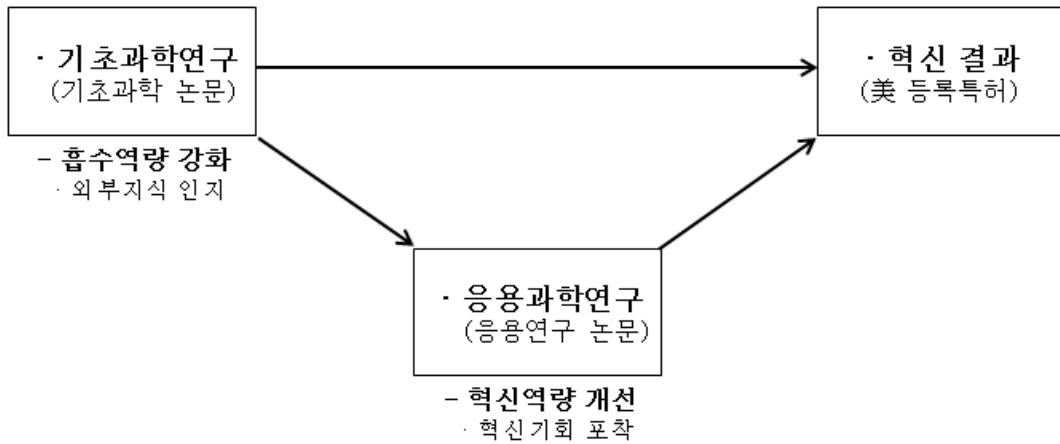 · 기초과학연구
(기초과학 논문)
– 흡수역량 강화
· 외부지식 인지
· 혁신 결과
(美 등록특허)
· 응용과학연구
(응용연구 논문)
– 혁신역량 개선
· 혁신기회 포착